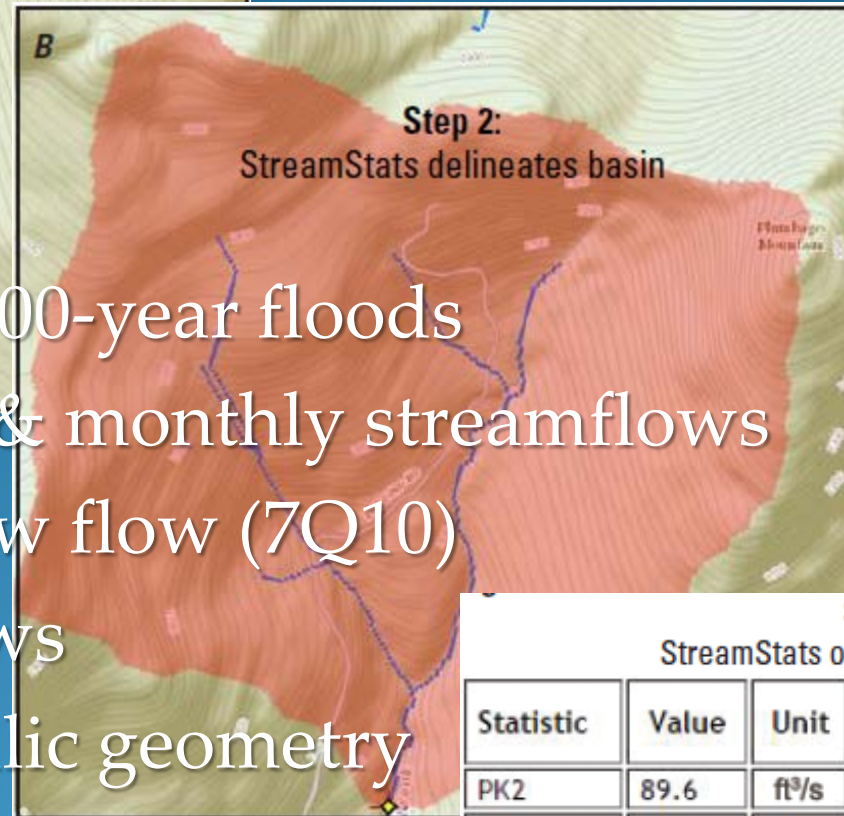 B
Step 2:
StreamStats delineates basin
Mountain
00-year floods
& monthly streamflows
w flow (7Q10)
ws
lic geometry
StreamStats o
Statistic Value Unit
PK2 89.6 ft³/s